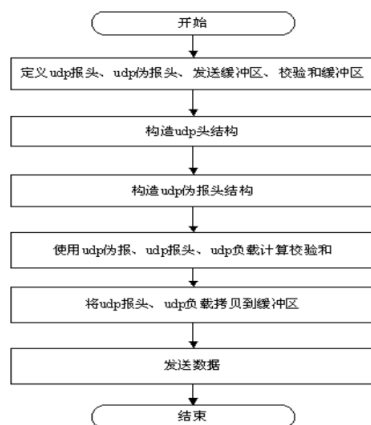 开始
定义udp报头、udp伪报头、发送缓冲区、校验和缓冲区
构造udp头结构
构造udp伪报头结构
使用udp伪报、udp报头、udp负载计算校验和
将udp报头、udp负载拷贝到缓冲区
发送数据
结束